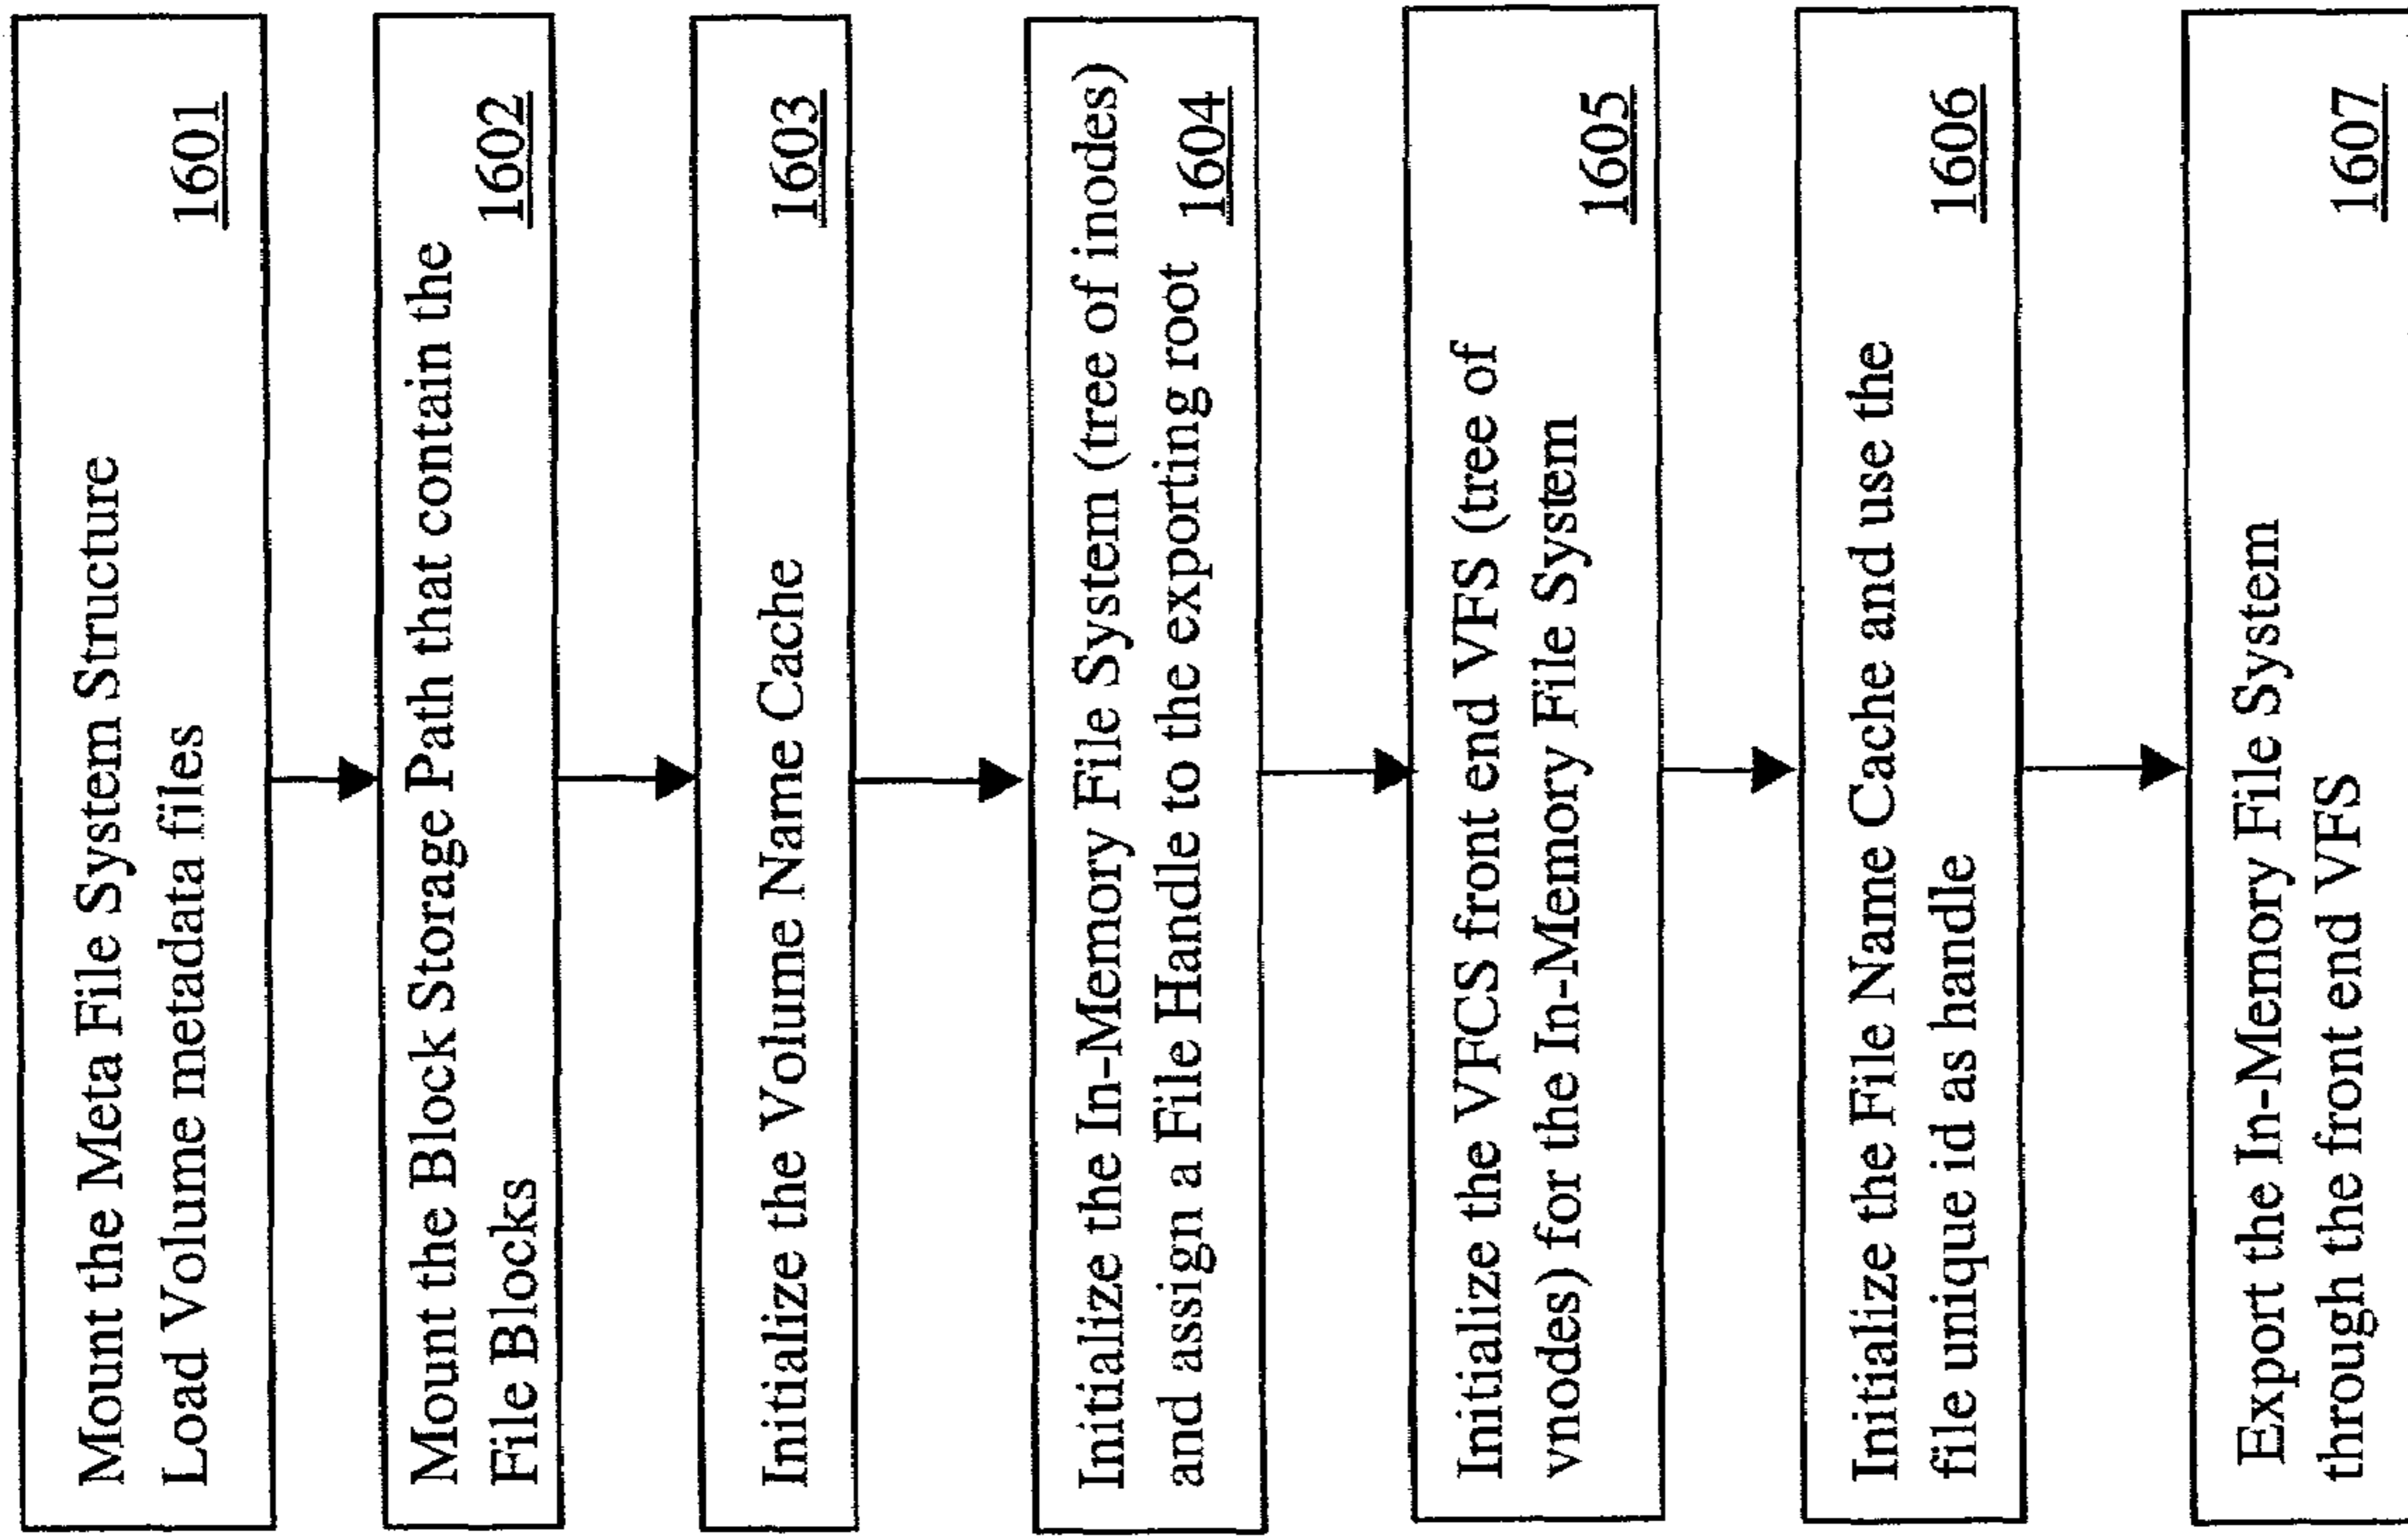 Mount the Meta File System Structure
Load Volume metadata files
1601
Mount the Block Storage Path that contain the
File Blocks
1602
Initialize the Volume Name Cache
1603
Initialize the In-Memory File System (tree of inodes)
and assign a File Handle to the exporting root
1604
Initialize the VFCS front end VFS (tree of
vnodes) for the In-Memory File System
1605
Initialize the File Name Cache and use the
file unique id as handle
1606
Export the In-Memory File System
through the front end VFS
1607